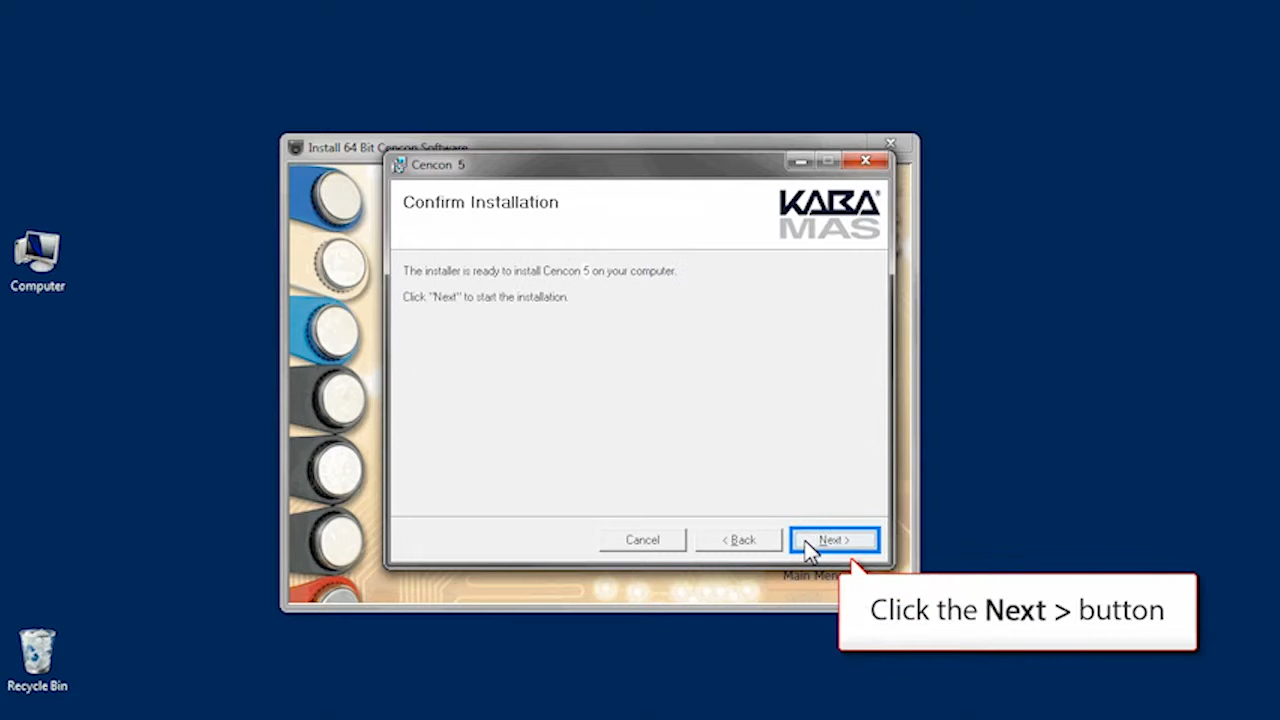 Install 64 Bit Cencon Software
Cencon 5
Confirm Installation
KABA®
MAS
The installer is ready to install Cencon 5 on your computer.
Click "Next" to start the installation.
Cancel
< Back
Next >
Main Men
Click the Next > button
Computer
Recycle Bin